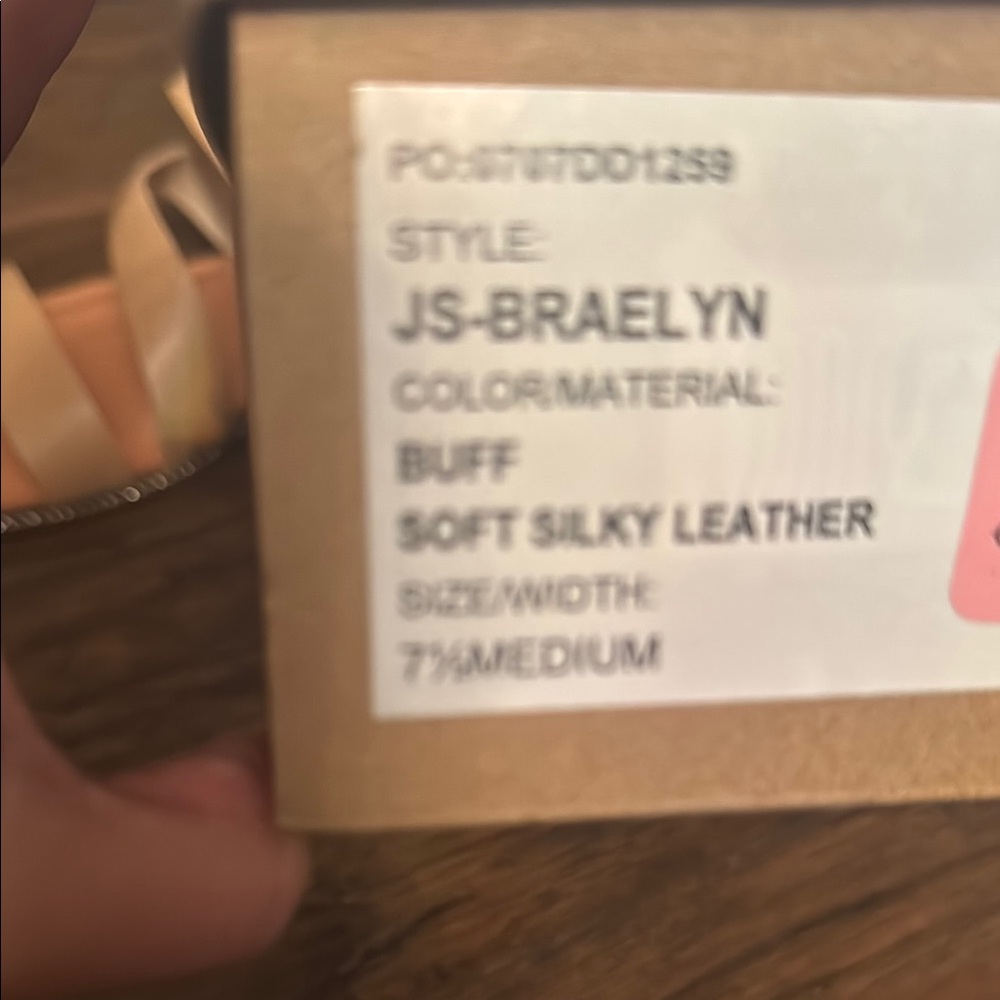 STYLE:
JS-BRAELYN
COLOR/MATERIAL:
BUFF
SOFT SILKY LEATHER
SIZE/WIDTH:
7½MEDIUM